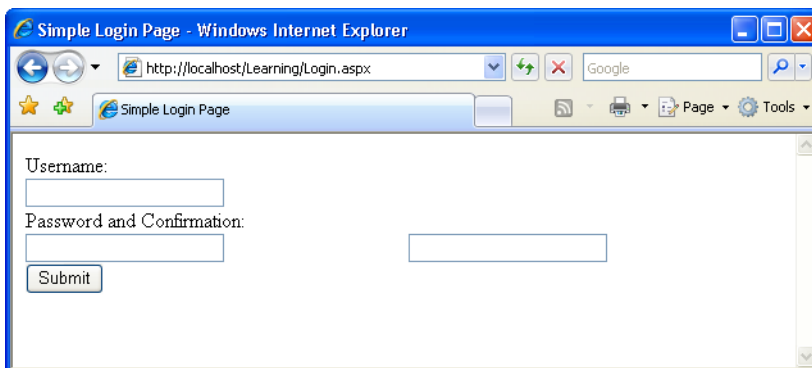 Simple Login Page - Windows Internet Explorer
http://localhost/Learning/Login.aspx
Google
Simple Login Page
Page
Tools
Username:
Password and Confirmation:
Submit